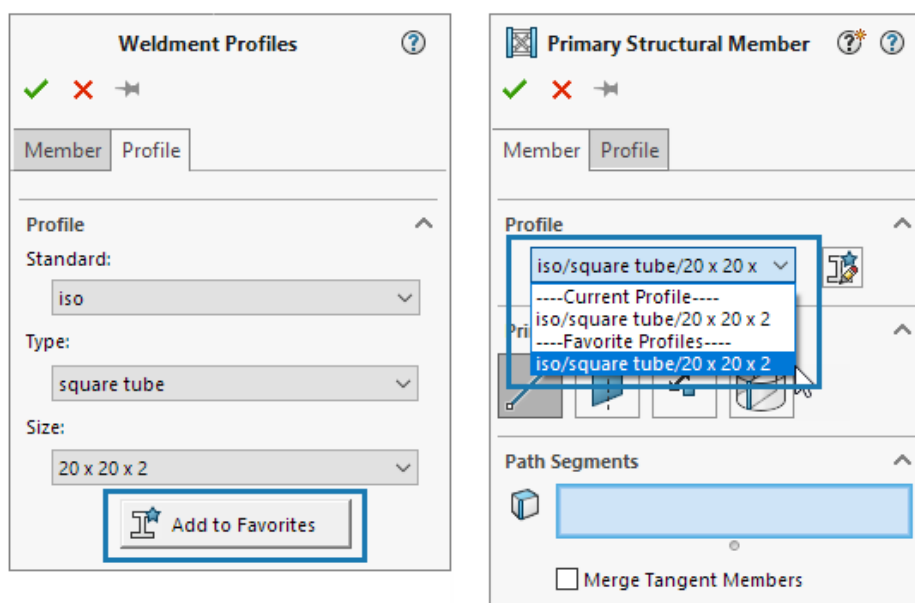 Weldment Profiles
Member Profile
Profile
Standard:
iso
Type:
square tube
Size:
20 x 20 x 2
Add to Favorites
Primary Structural Member
Member Profile
Profile
iso/square tube/20 x 20 x
----Current Profile----
iso/square tube/20 x 20 x 2
Pri
----Favorite Profiles----
iso/square tube/20 x 20 x 2
Path Segments
Merge Tangent Members